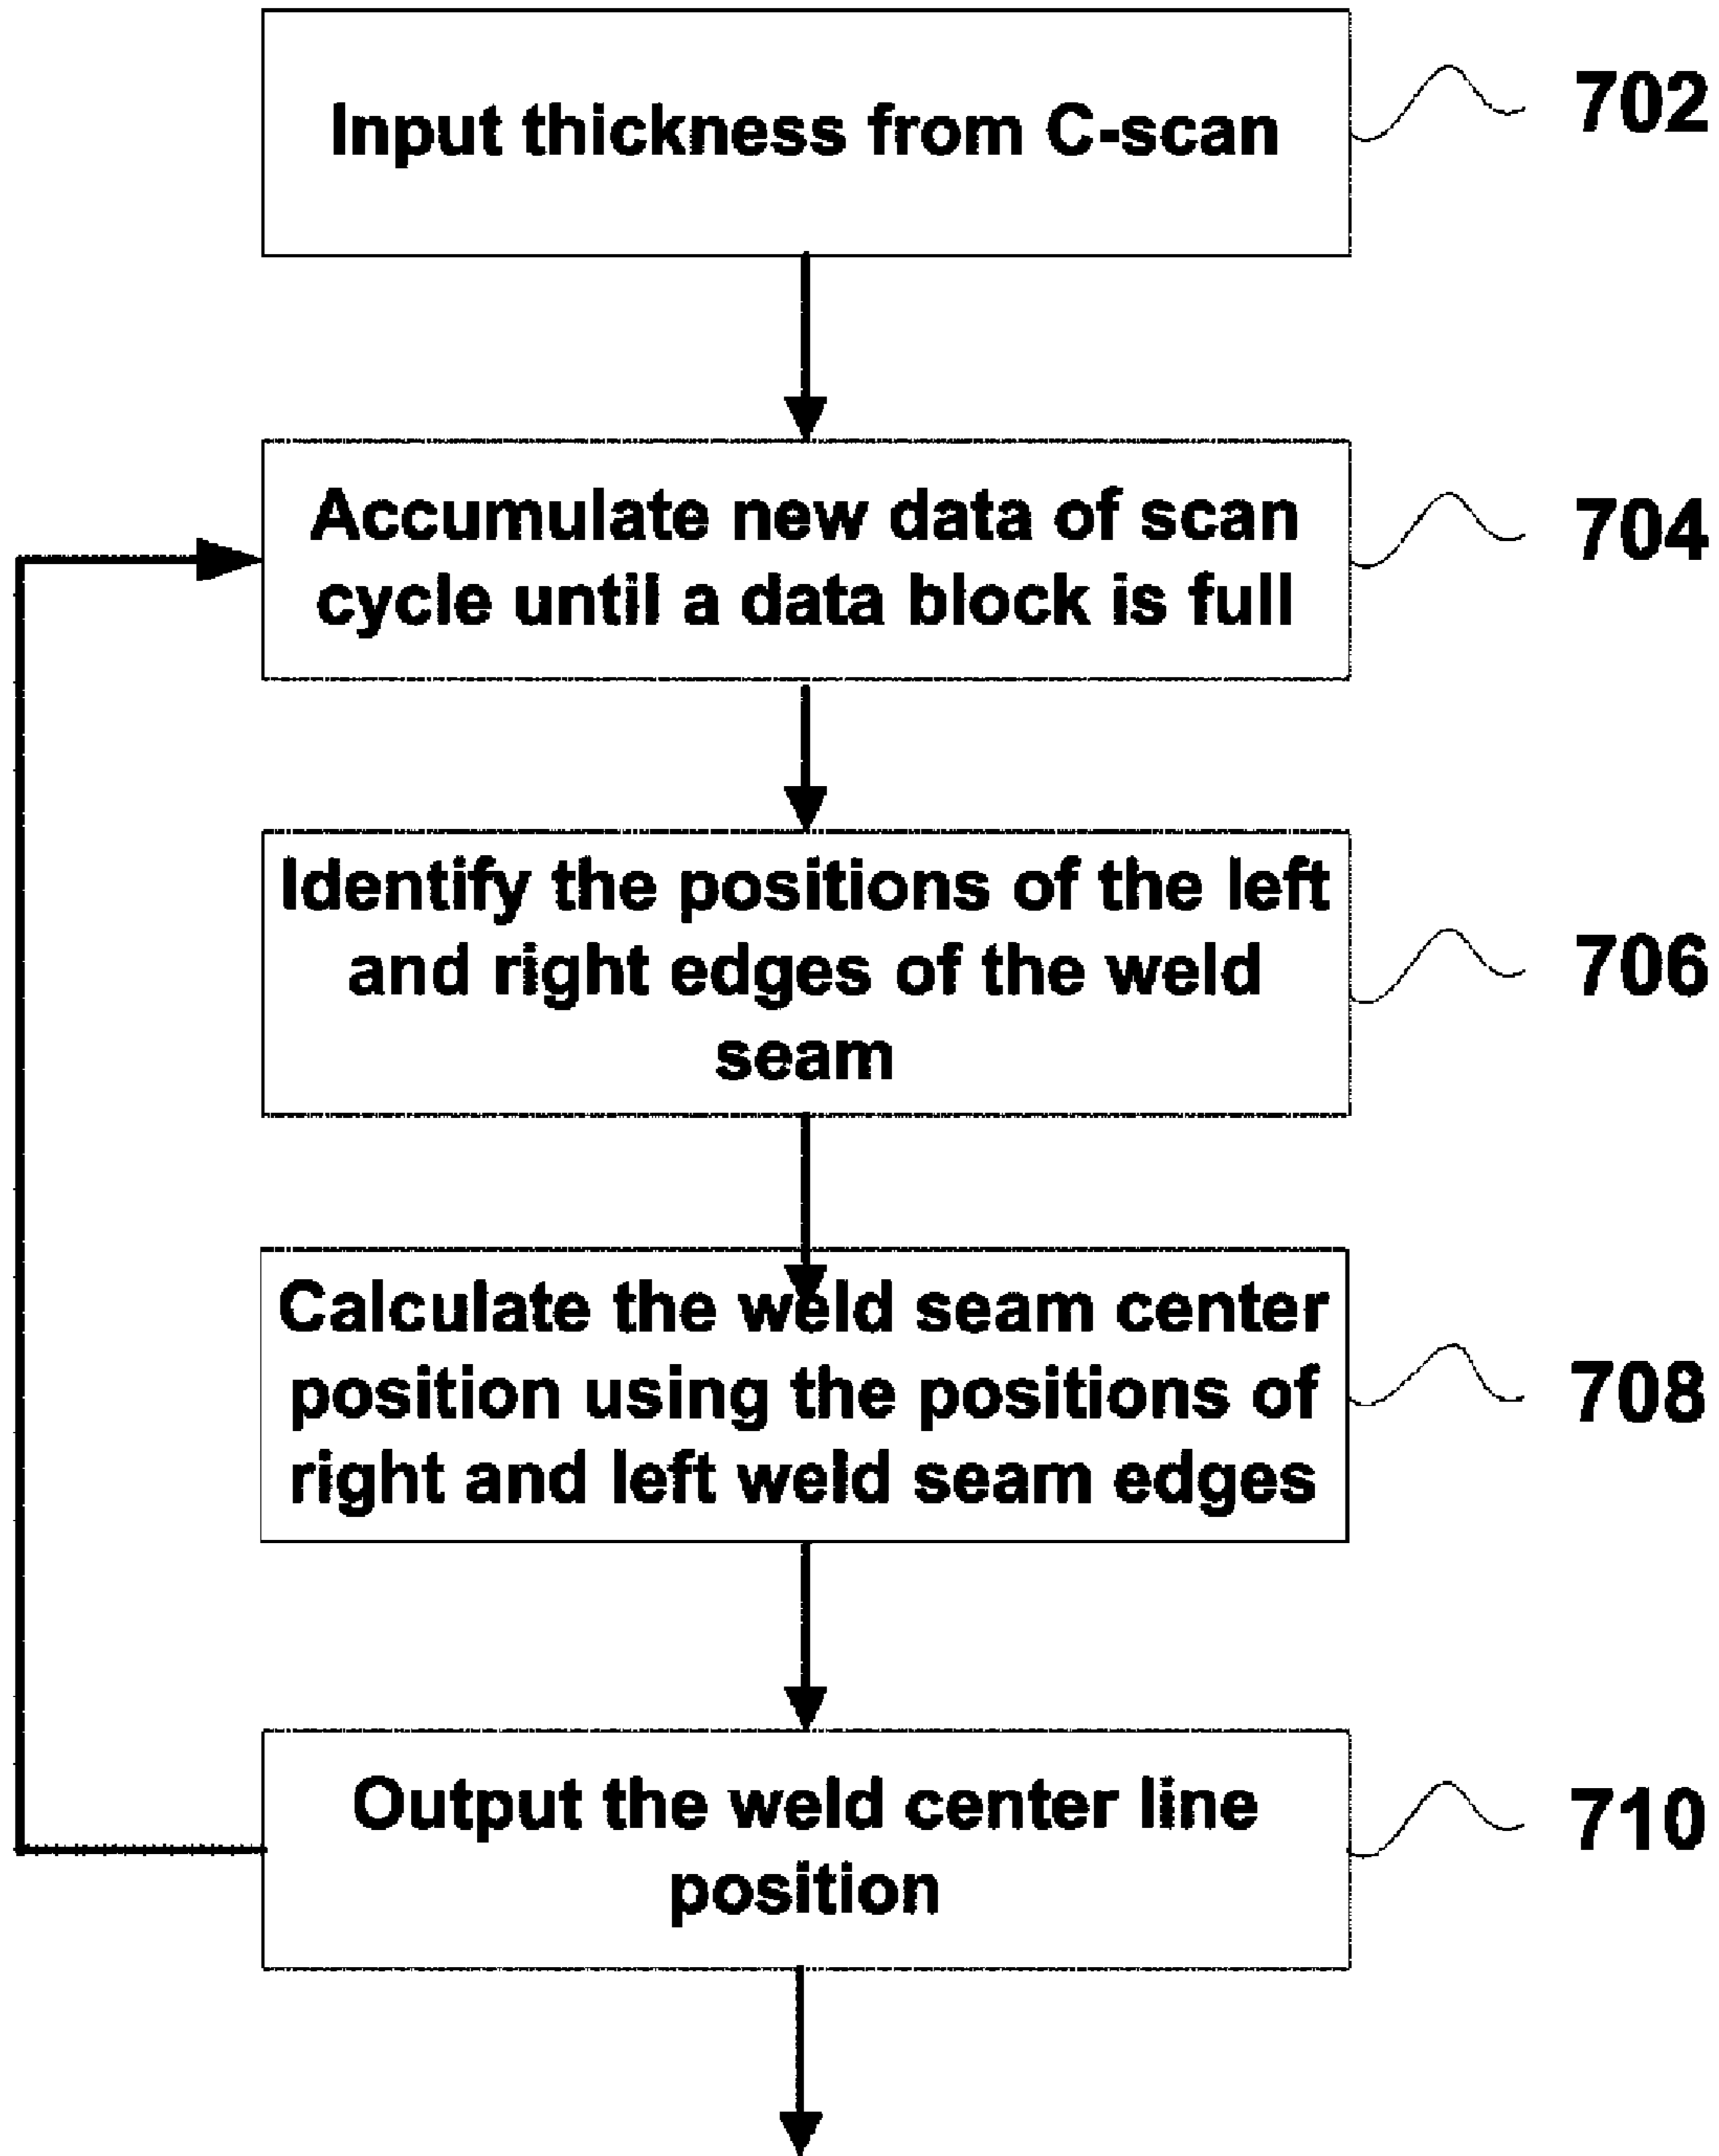 Input thickness from C-scan
702
Accumulate new data of scan
cycle until a data block is full
704
Identify the positions of the left
and right edges of the weld
seam
706
Calculate the weld seam center
position using the positions of
right and left weld seam edges
708
Output the weld center line
position
710